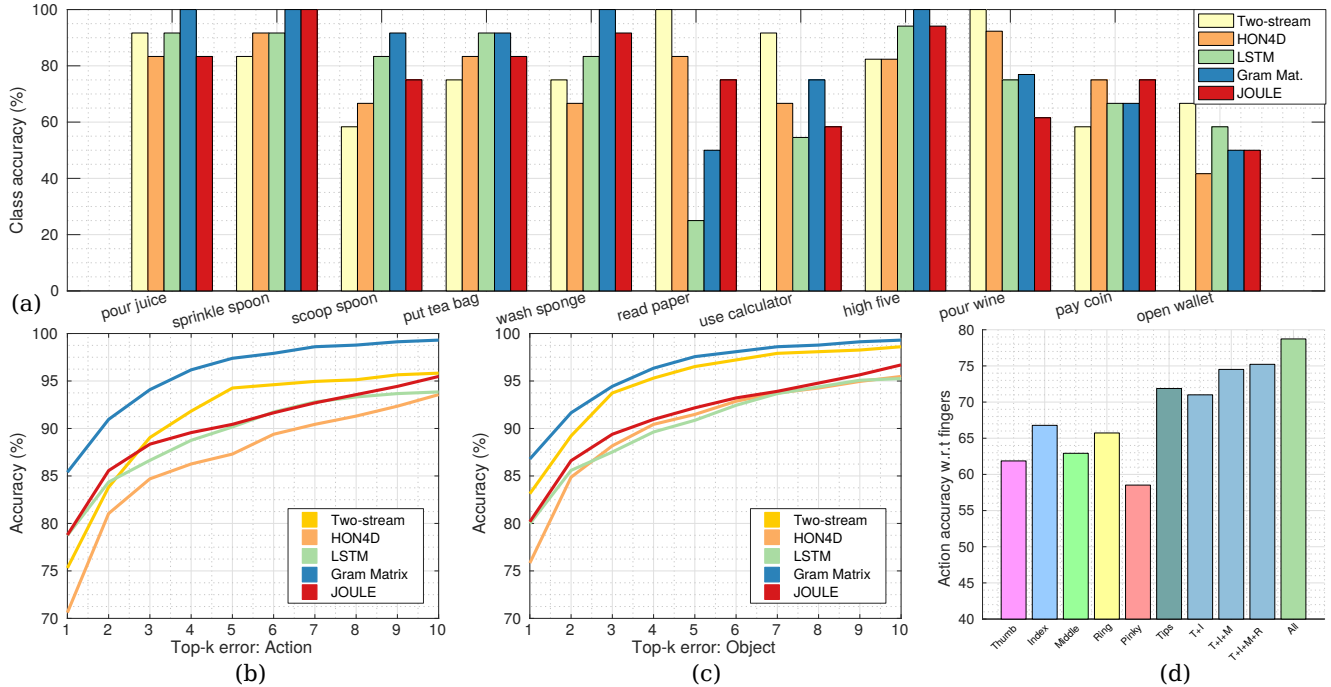 100
80
60
40
20
0
Class accuracy (%)
Two-stream
HON4D
LSTM
Gram Mat.
JOULE
(a)
pour juice
sprinkle spoon
scoop spoon
put tea bag
wash sponge
read paper
use calculator
high five
pour wine
pay coin
open wallet
100
95
90
85
80
75
70
Accuracy (%)
Two-stream
HON4D
LSTM
Gram Matrix
JOULE
1 2 3 4 5 6 7 8 9 10
Top-k error: Action
(b)
100
95
90
85
80
75
70
Accuracy (%)
Two-stream
HON4D
LSTM
Gram Matrix
JOULE
1 2 3 4 5 6 7 8 9 10
Top-k error: Object
(c)
80
75
70
65
60
55
50
45
40
Action accuracy w.r.t fingers
Thumb
Index
Middle
Ring
Pinky
Tips
T+I
T+I+M
T+I+M+R
All
(d)